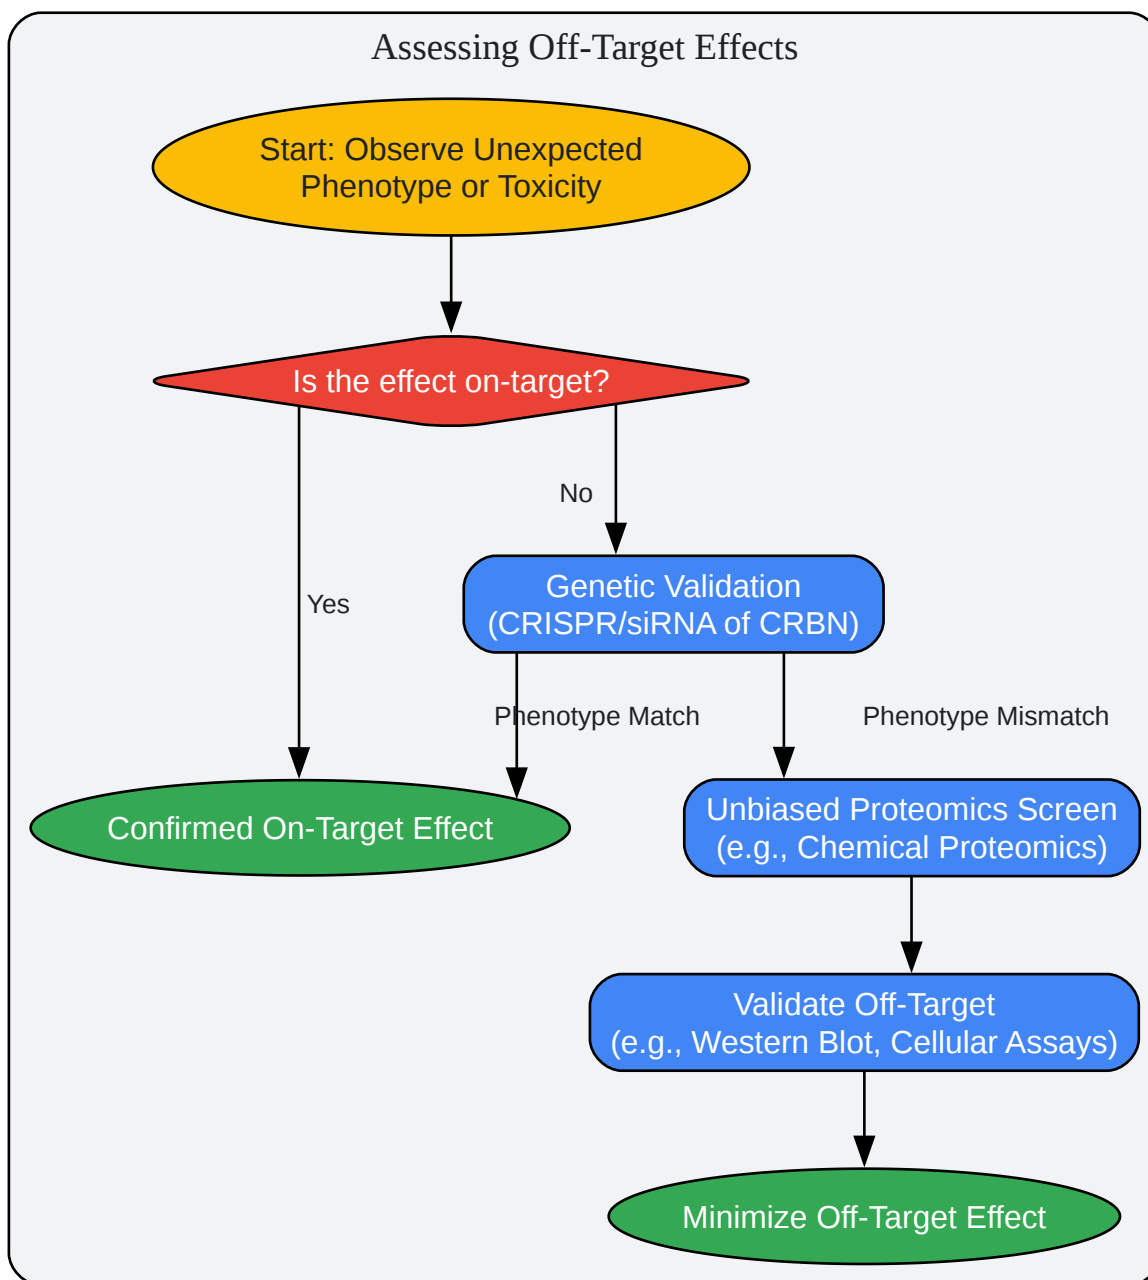 Assessing Off-Target Effects
Start: Observe Unexpected
Phenotype or Toxicity
Is the effect on-target?
No
Yes
Genetic Validation
(CRISPR/siRNA of CRBN)
Phenotype Match
Phenotype Mismatch
Confirmed On-Target Effect
Unbiased Proteomics Screen
(e.g., Chemical Proteomics)
Validate Off-Target
(e.g., Western Blot, Cellular Assays)
Minimize Off-Target Effect